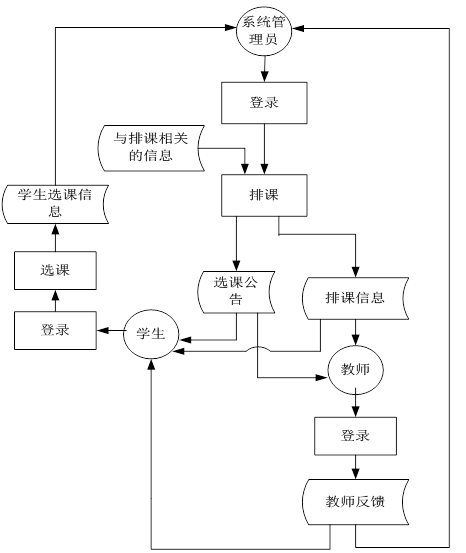 系统管
理员
登录
与排课相关
的信息
排课
学生选课信
息
选课
选课公
告
排课信息
登录
学生
教师
登录
教师反馈